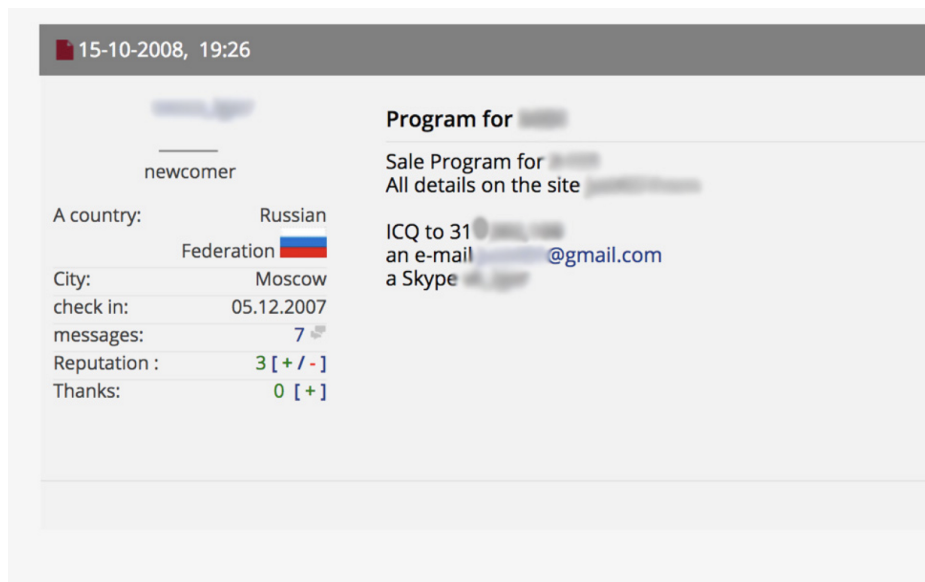 15-10-2008, 19:26
newcomer
A country: Russian
Federation
City: Moscow
check in: 05.12.2007
messages: 7
Reputation : 3 [ + / - ]
Thanks: 0 [ + ]
Program for
Sale Program for
All details on the site
ICQ to 31
an e-mail @gmail.com
a Skype